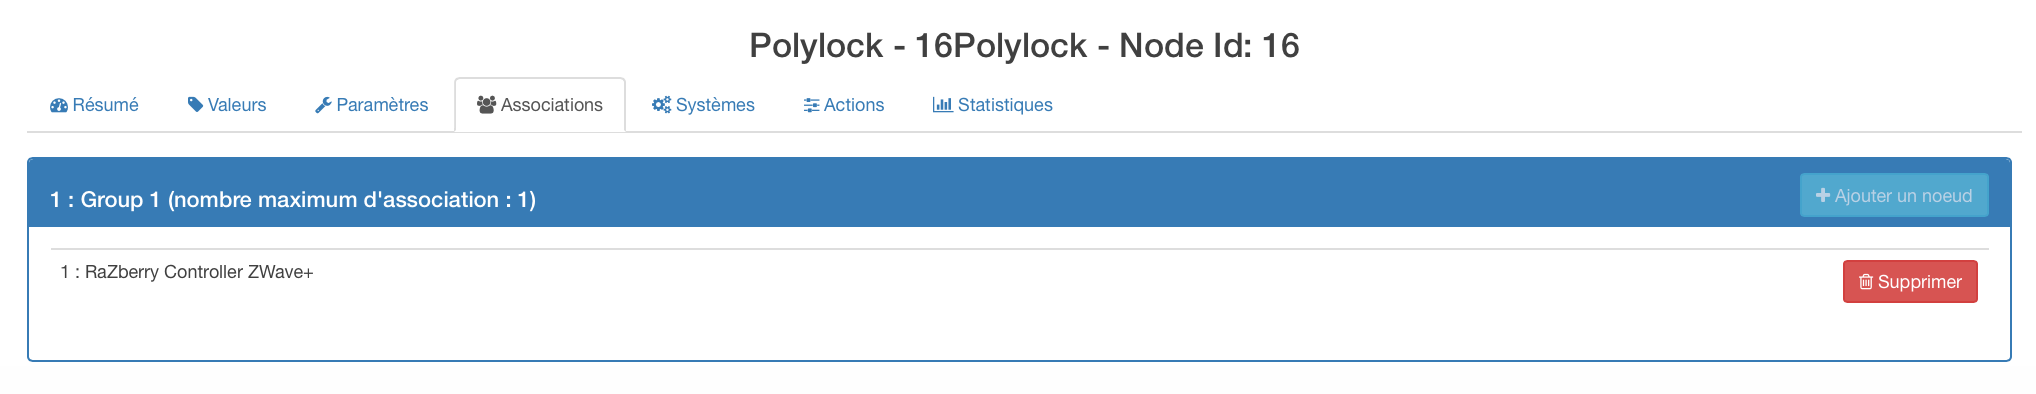 Polylock - 16Polylock - Node Id: 16
Résumé Valeurs Paramètres Associations Systèmes Actions Statistiques
1 : Group 1 (nombre maximum d'association : 1) Ajouter un noeud
1 : RaZberry Controller ZWave+ Supprimer